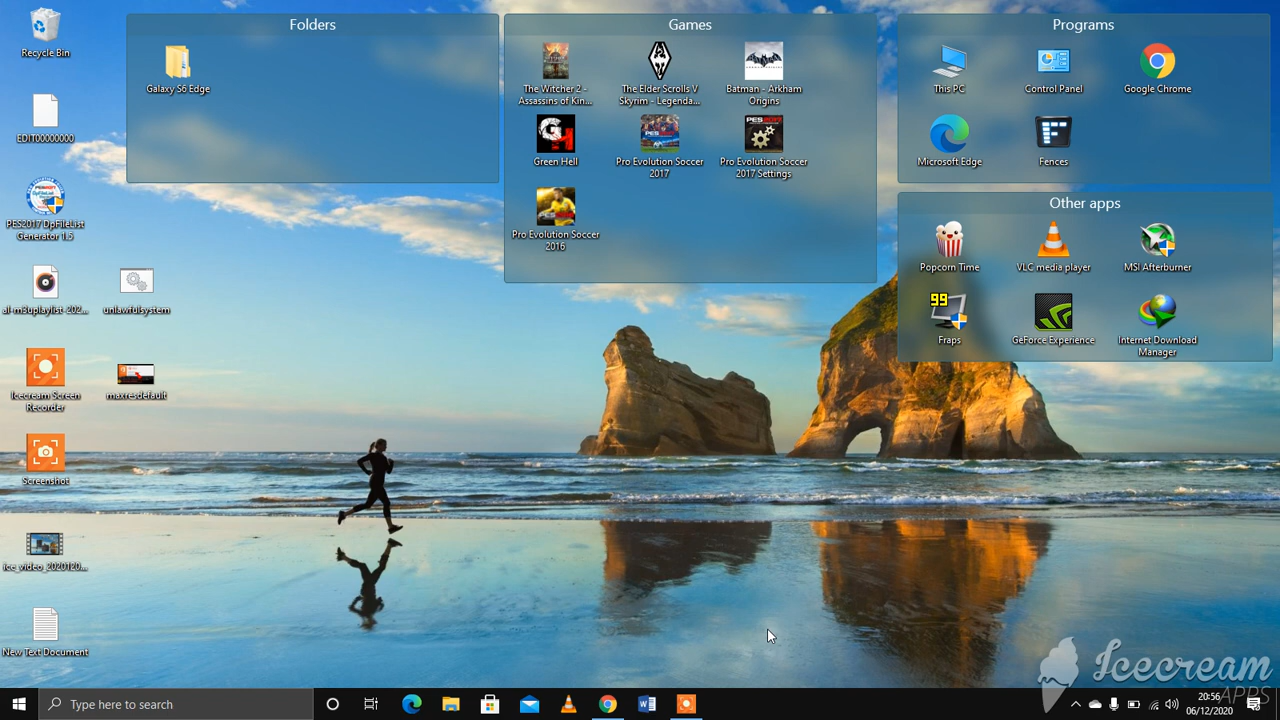 Recycle Bin
EDIT00000000
PES2017 DpFileList
Generator 1.5
al-m3uplaylist-202...
unlawfulsystem
Icecream Screen
Recorder
maxresdefault
Screenshot
ice_video_2020120...
New Text Document
Folders
Galaxy S6 Edge
Games
The Witcher 2 -
Assassins of Kin...
The Elder Scrolls V
Skyrim - Legenda...
Batman - Arkham
Origins
Green Hell
Pro Evolution Soccer
2017
Pro Evolution Soccer
2017 Settings
Pro Evolution Soccer
2016
Programs
This PC
Control Panel
Google Chrome
Microsoft Edge
Fences
Other apps
Popcorn Time
VLC media player
MSI Afterburner
99
Fraps
GeForce Experience
Internet Download
Manager
Icecream
APPS
Type here to search
20:56
06/12/2020